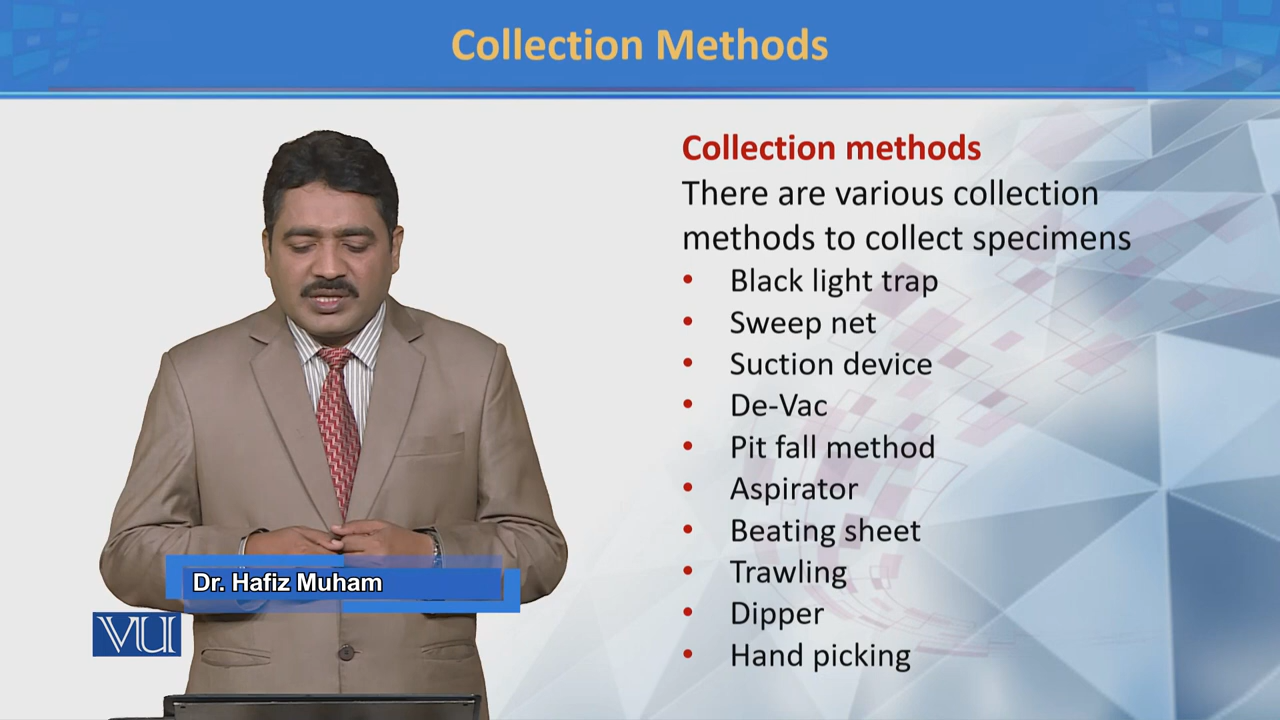 Collection Methods
Collection methods
There are various collection
methods to collect specimens
• Black light trap
• Sweep net
• Suction device
• De-Vac
• Pit fall method
• Aspirator
• Beating sheet
• Trawling
• Dipper
• Hand picking
Dr. Hafiz Muham
VU